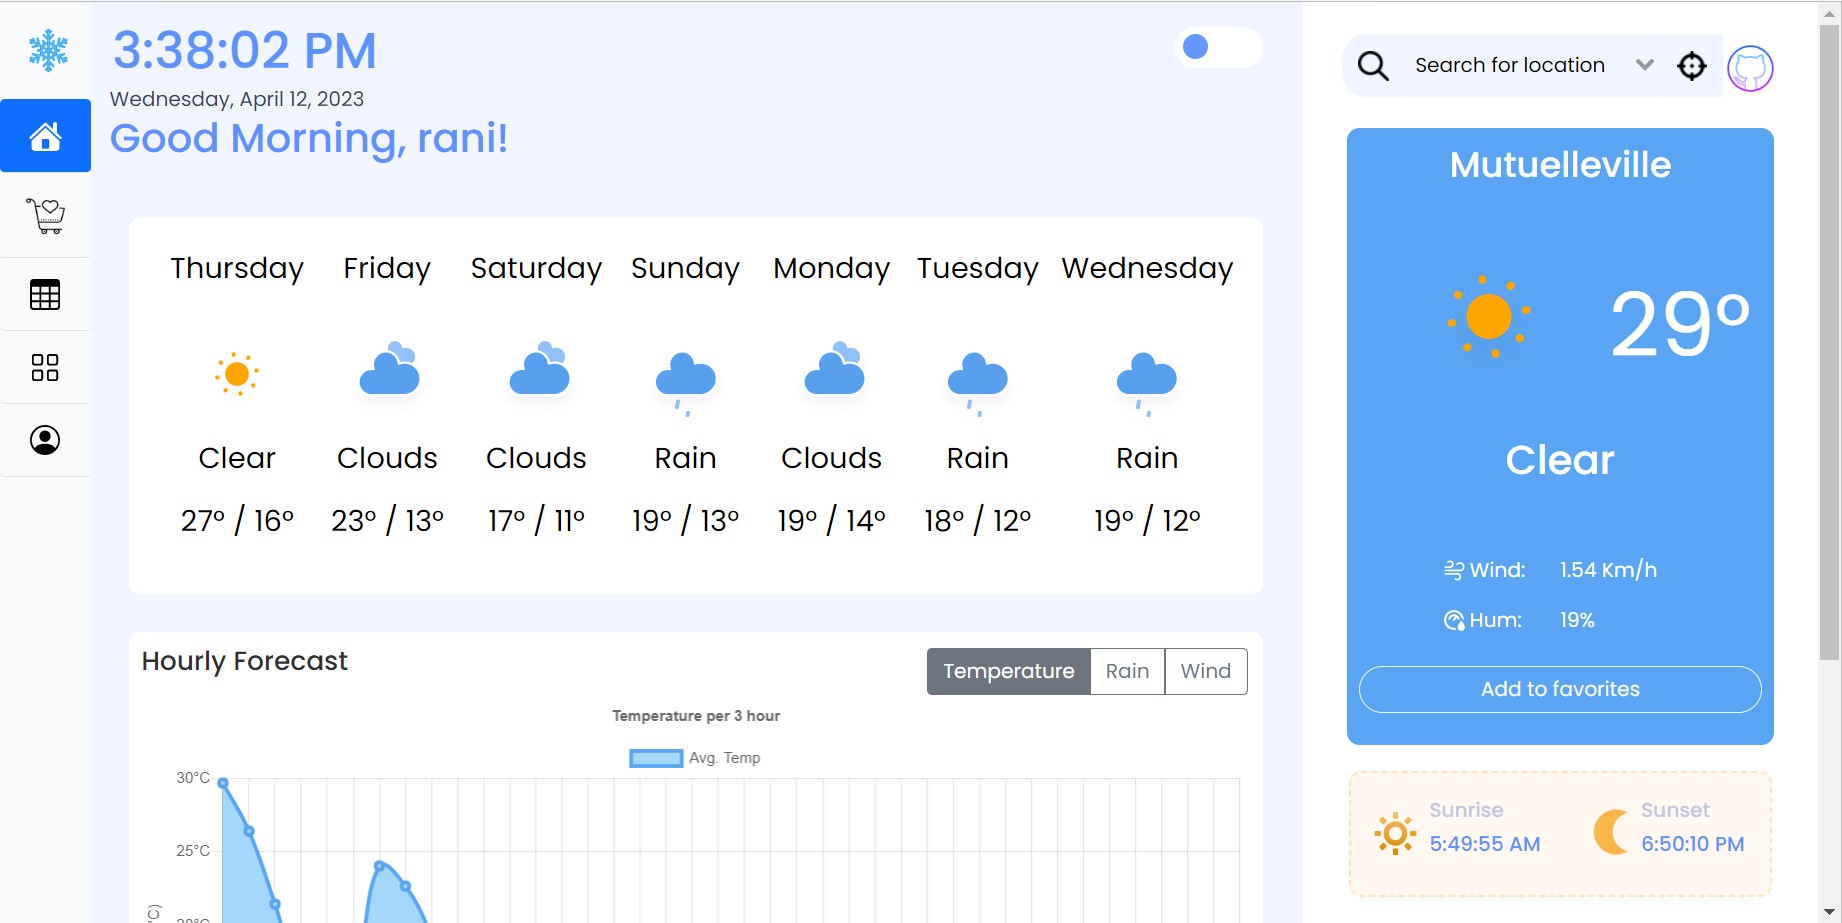 3:38:02 PM
Wednesday, April 12, 2023
Good Morning, rani!
Search for location
Thursday Friday Saturday Sunday Monday Tuesday Wednesday
Clear Clouds Clouds Rain Clouds Rain Rain
27° / 16° 23° / 13° 17° / 11° 19° / 13° 19° / 14° 18° / 12° 19° / 12°
Hourly Forecast
Temperature Rain Wind
Temperature per 3 hour
Avg. Temp
30°C
25°C
20°C
Mutuelleville
29°
Clear
Wind: 1.54 Km/h
Hum: 19%
Add to favorites
Sunrise
5:49:55 AM
Sunset
6:50:10 PM